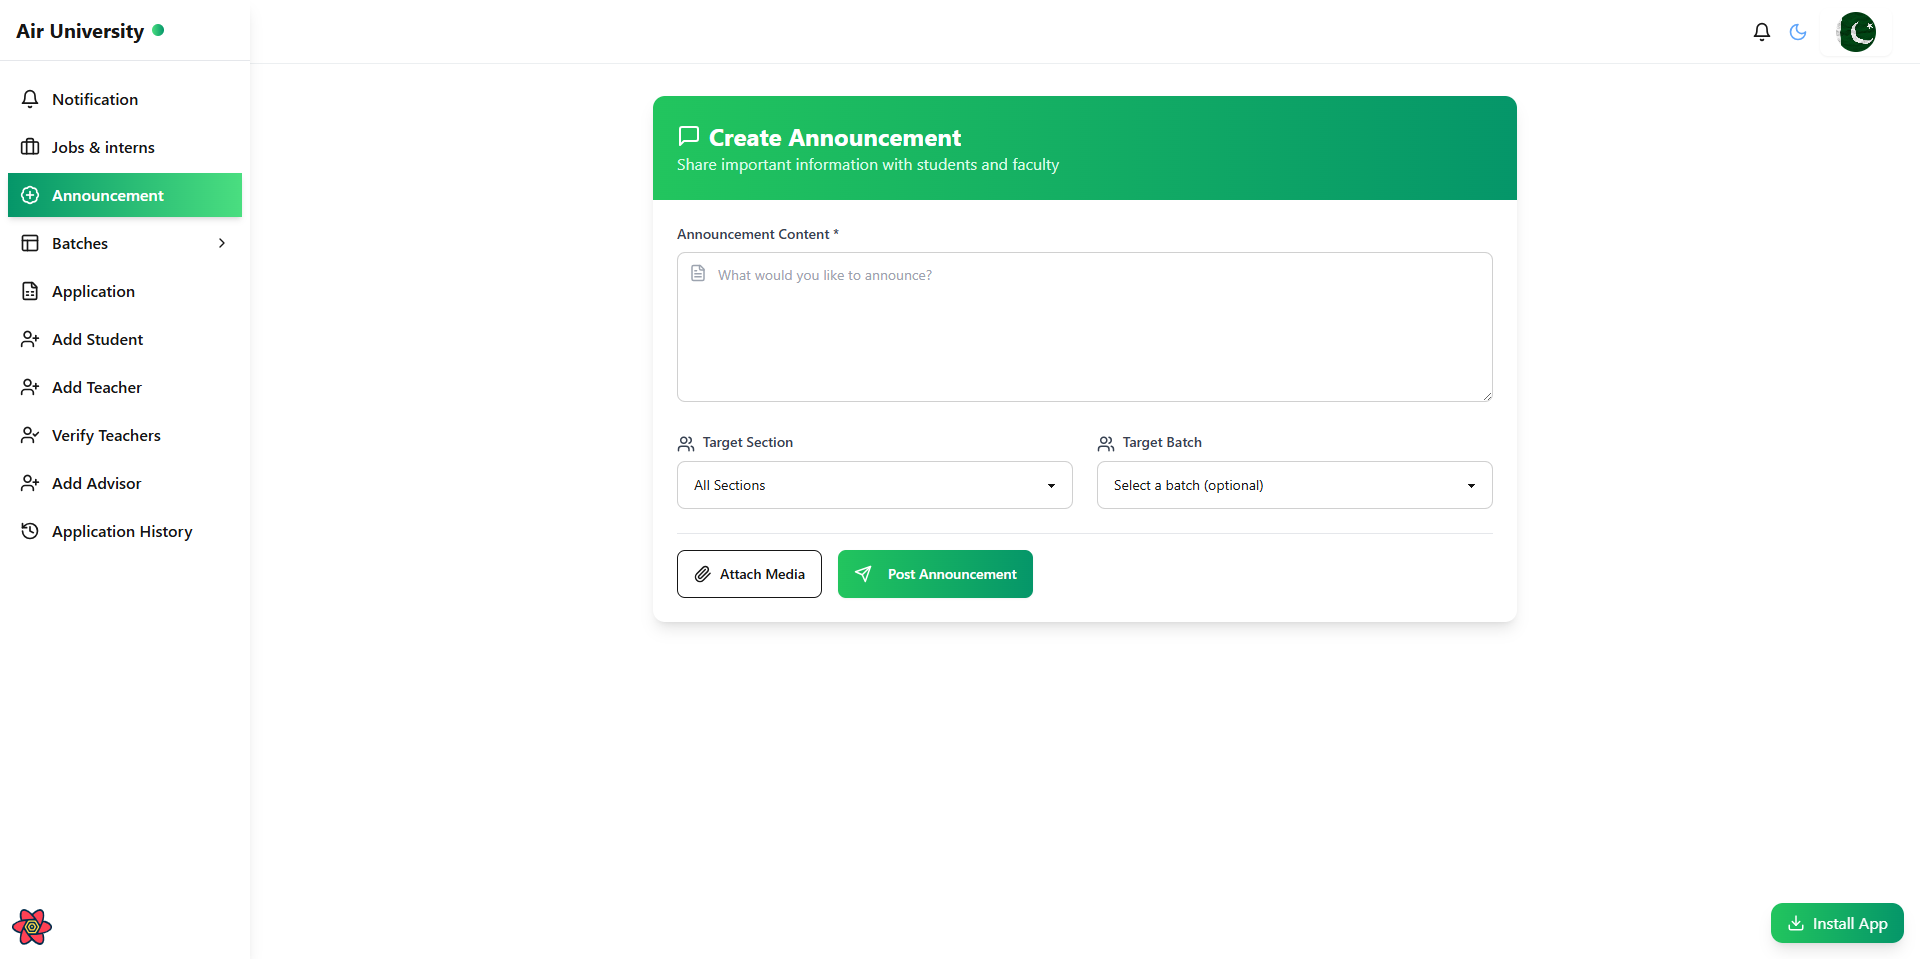 Air University
Notification
Jobs & interns
Announcement
Batches
Application
Add Student
Add Teacher
Verify Teachers
Add Advisor
Application History
Create Announcement
Share important information with students and faculty
Announcement Content *
What would you like to announce?
Target Section
Target Batch
All Sections
Select a batch (optional)
Attach Media
Post Announcement
Install App